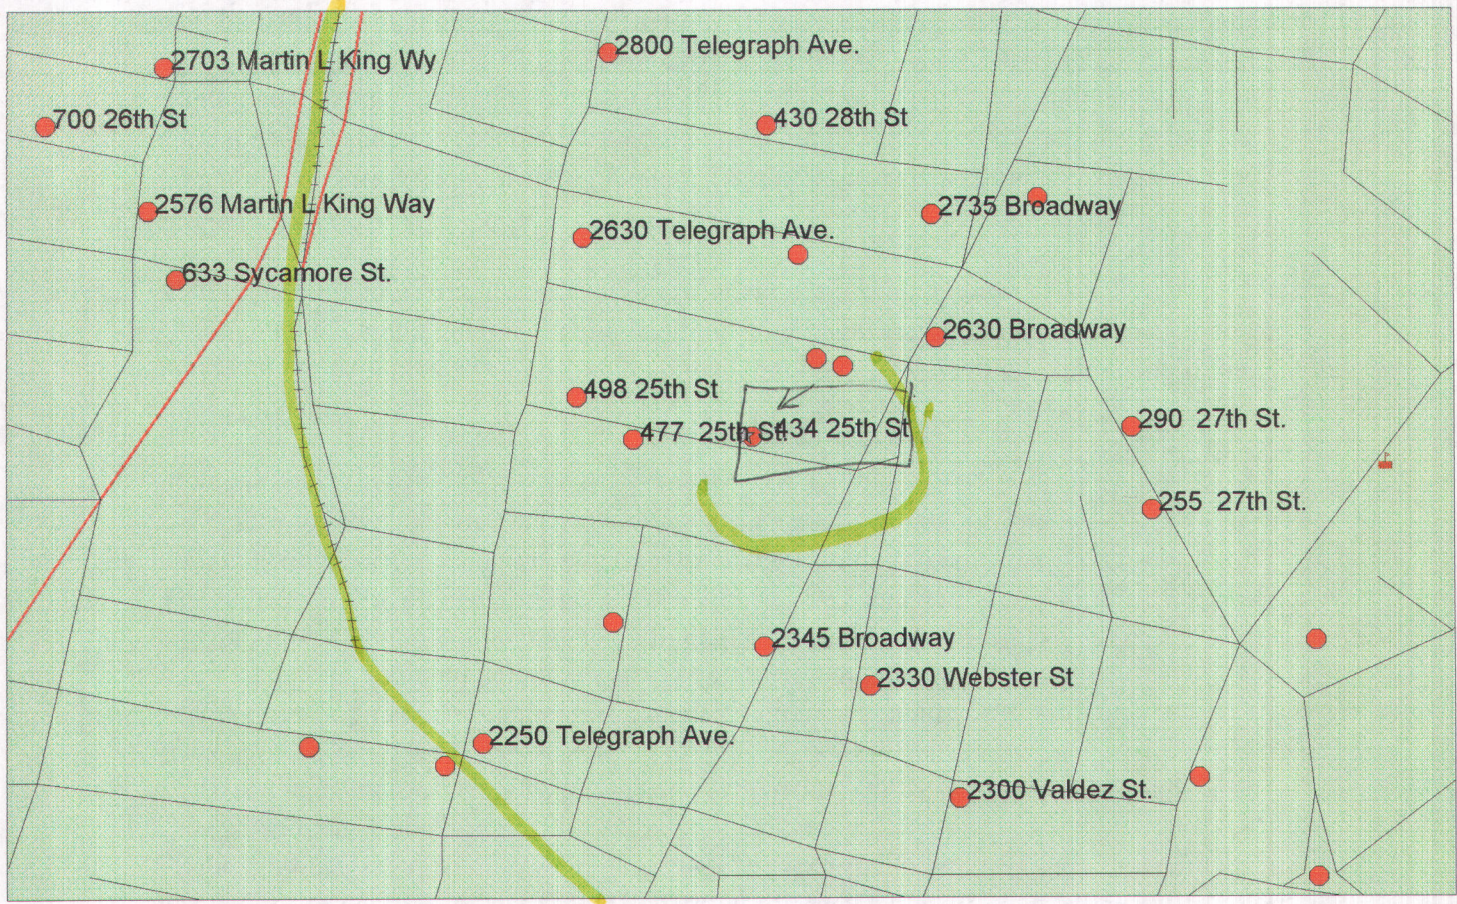 2800 Telegraph Ave.
2703 Martin L King Wy
700 26th St
430 28th St
2576 Martin L King Way
2735 Broadway
2630 Telegraph Ave.
633 Sycamore St.
2630 Broadway
498 25th St
290  27th St.
477  25th St.
434 25th St
255  27th St.
2345 Broadway
2330 Webster St
2250 Telegraph Ave.
2300 Valdez St.